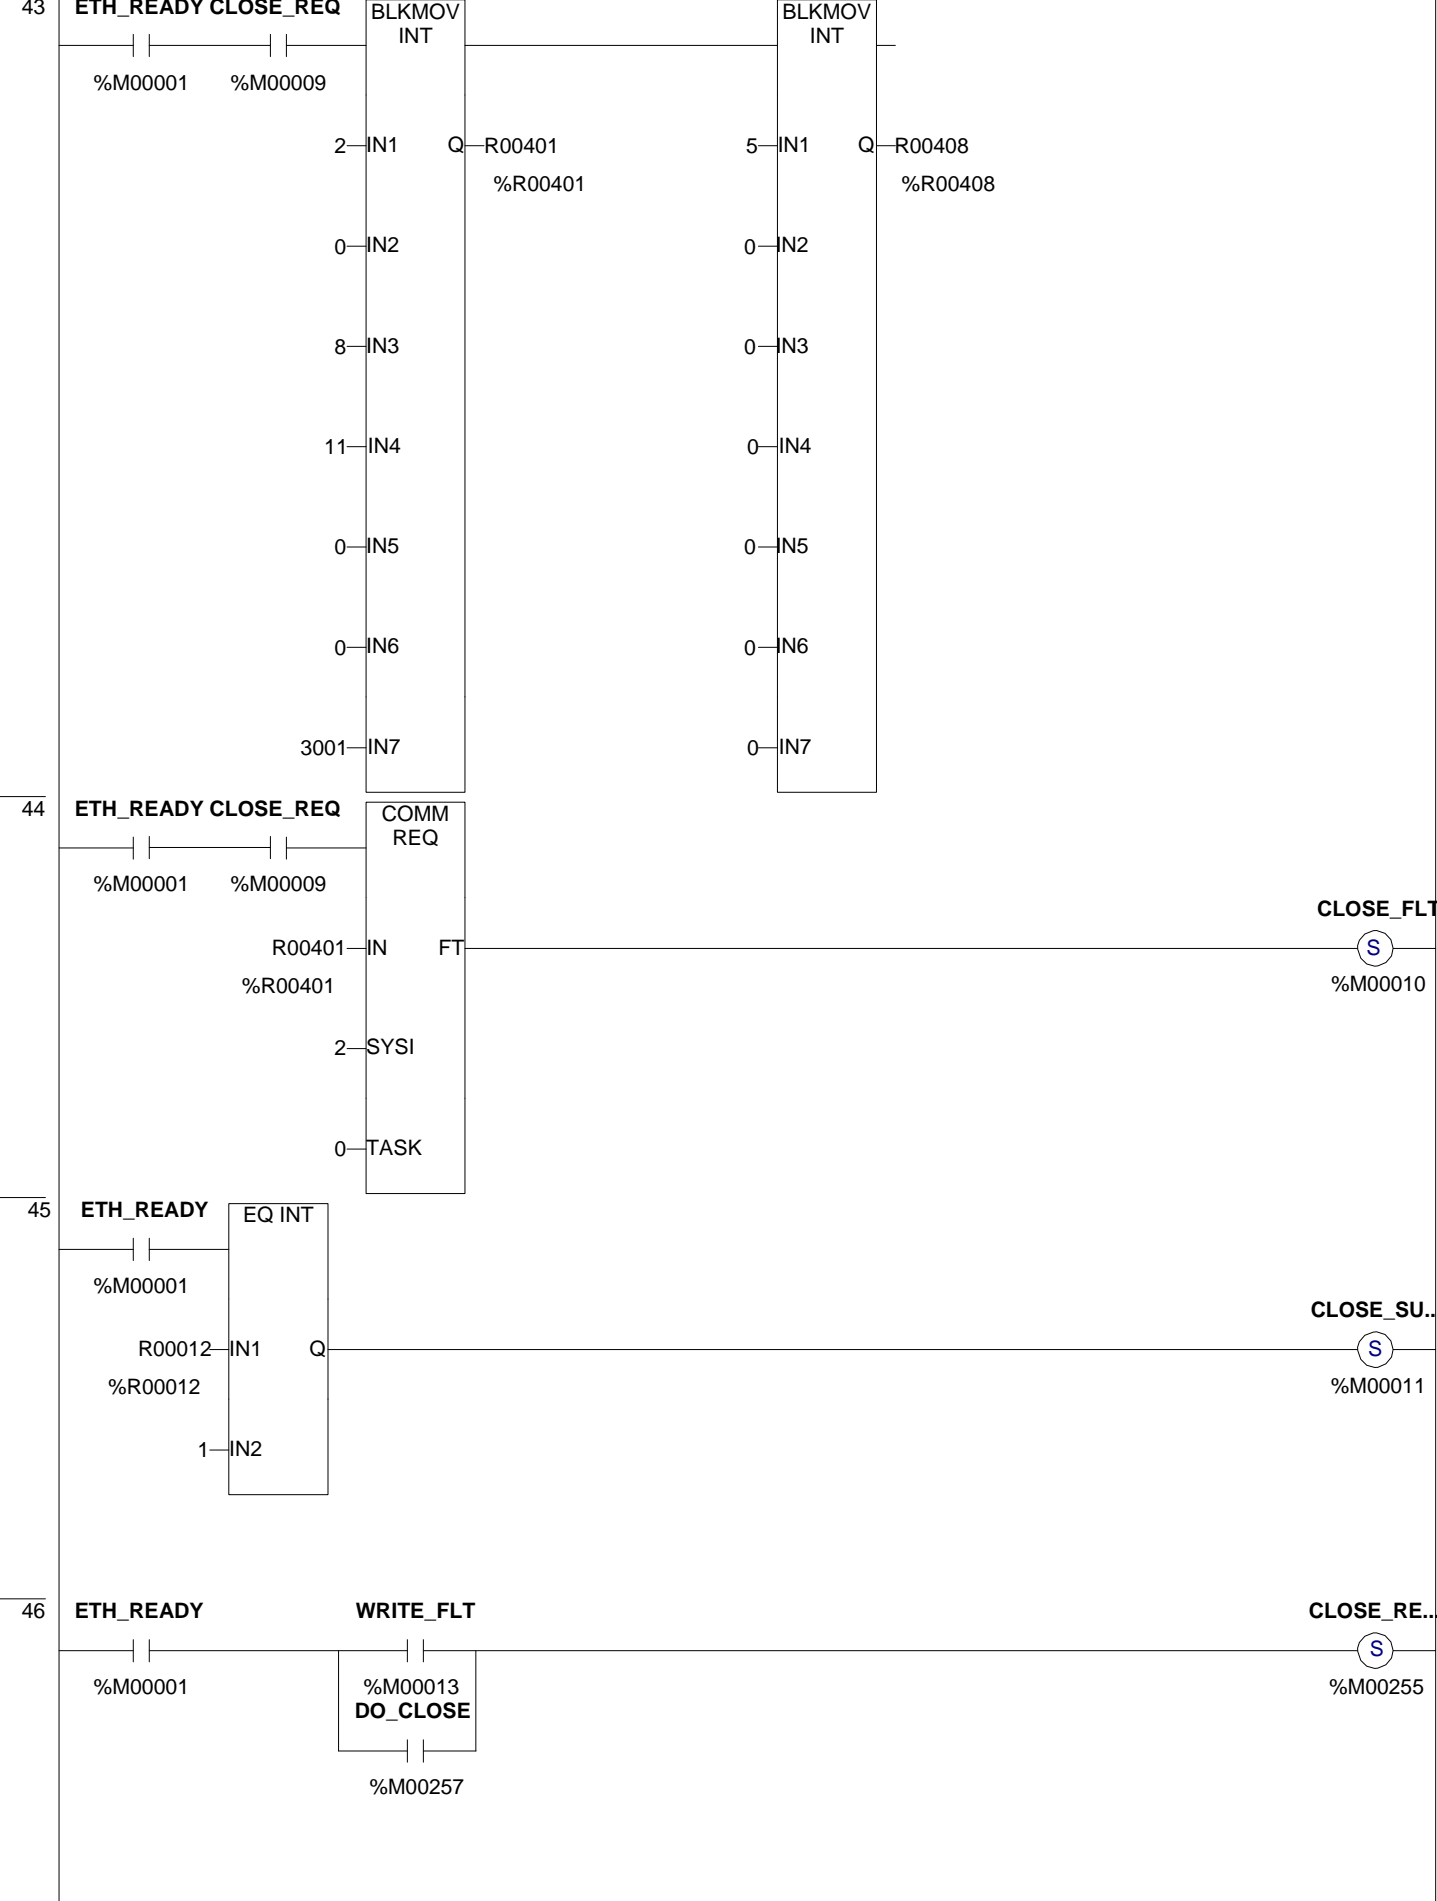 43 ETH_READY CLOSE_REQ BLKMOV INT BLKMOV INT
%M00001 %M00009
2 IN1 Q R00401 5 IN1 Q R00408
%R00401 %R00408
0 IN2 0 IN2
8 IN3 0 IN3
11 IN4 0 IN4
0 IN5 0 IN5
0 IN6 0 IN6
3001 IN7 0 IN7
44 ETH_READY CLOSE_REQ COMM
REQ
%M00001 %M00009
CLOSE_FLT
R00401 IN FT S
%R00401 %M00010
2 SYSI
0 TASK
45 ETH_READY EQ INT
%M00001
CLOSE_SU..
R00012 IN1 Q S
%R00012 %M00011
1 IN2
46 ETH_READY WRITE_FLT CLOSE_RE...
S
%M00001 %M00013 %M00255
DO_CLOSE
%M00257